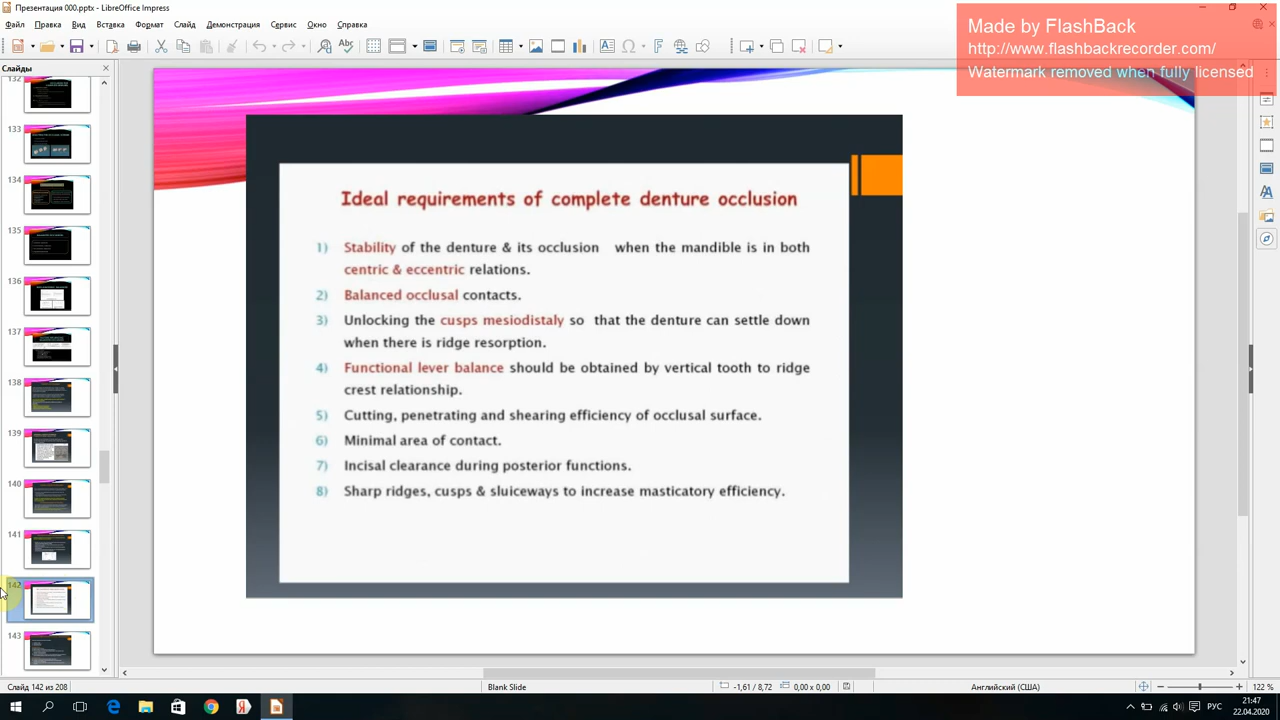 Презентация 000.pptx - LibreOffice Impress
Файл Правка Вид Вставка Формат Слайд Демонстрация Сервис Окно Справка
Made by FlashBack
http://www.flashbackrecorder.com/
Watermark removed when fully licensed
Слайды
132
133
134
135
136
137
138
139
140
141
142
143
Ideal requirements of complete denture occlusion
1) Stability of the denture & its occlusion when the mandible is in both
centric & eccentric relations.
2) Balanced occlusal contacts.
3) Unlocking the cusps mesiodistaly so that the denture can settle down
when there is ridge resorption.
4) Functional lever balance should be obtained by vertical tooth to ridge
crest relationship.
5) Cutting, penetrating and shearing efficiency of occlusal surface.
6) Minimal area of contact.
7) Incisal clearance during posterior functions.
8) Sharp ridges, cusps & sluiceways to increase masticatory efficiency.
Слайд 142 из 208 Blank Slide -1,61 / 8,72 0,00 x 0,00 Английский (США) 122 %
РУС
21:47
22.04.2020